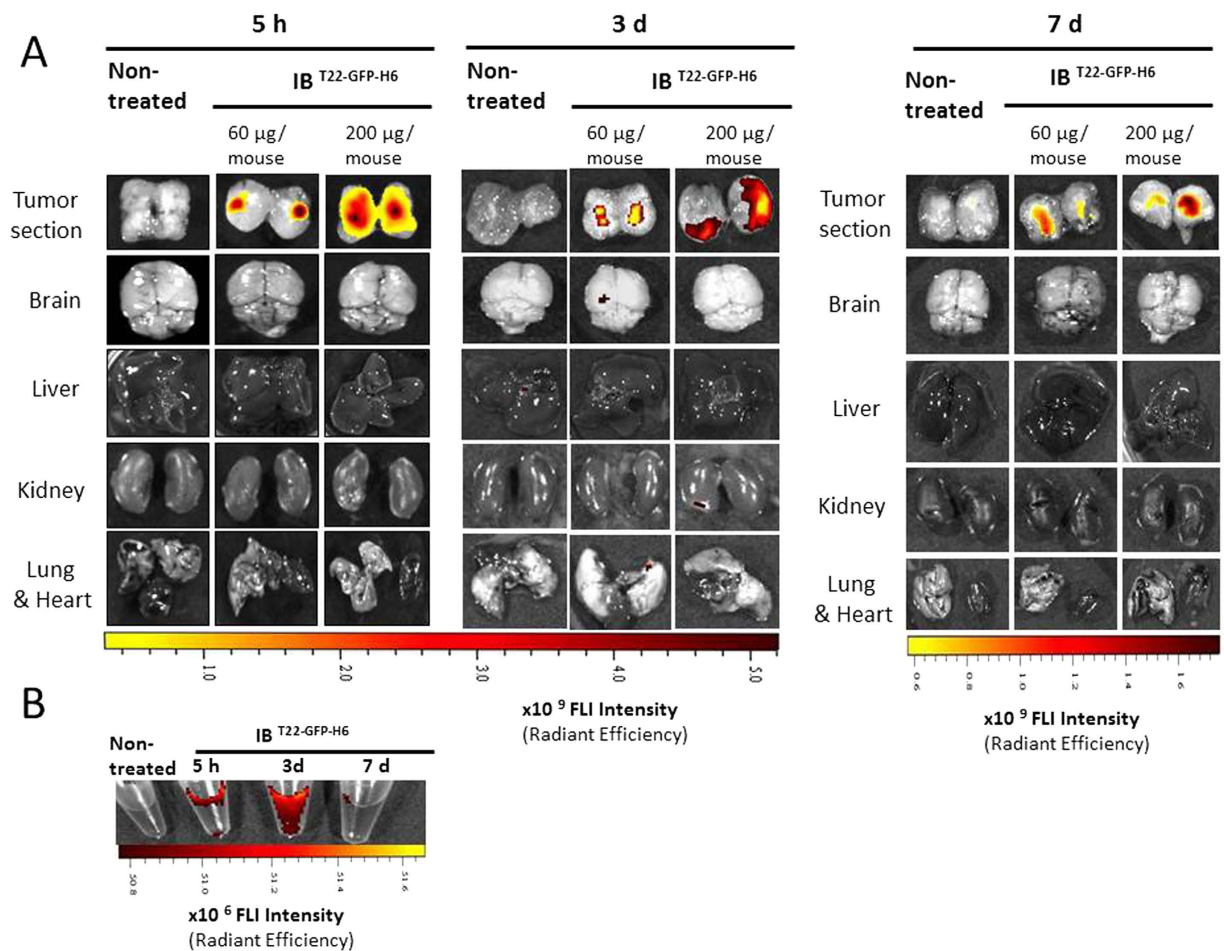 A
5 h
3 d
7 d
Non-
treated
IB T22-GFP-H6
60 µg/
mouse
200 µg/
mouse
Non-
treated
IB T22-GFP-H6
60 µg/
mouse
200 µg/
mouse
Non-
treated
IB T22-GFP-H6
60 µg/
mouse
200 µg/
mouse
Tumor
section
Brain
Liver
Kidney
Lung
& Heart
Tumor
section
Brain
Liver
Kidney
Lung
& Heart
1.0 2.0 3.0 4.0 5.0
x10 9 FLI Intensity
(Radiant Efficiency)
0.6 0.8 1.0 1.2 1.4 1.6
x10 9 FLI Intensity
(Radiant Efficiency)
B
Non-
treated
IB T22-GFP-H6
5 h 3d 7 d
50.8 51.0 51.2 51.4 51.6
x10 6 FLI Intensity
(Radiant Efficiency)